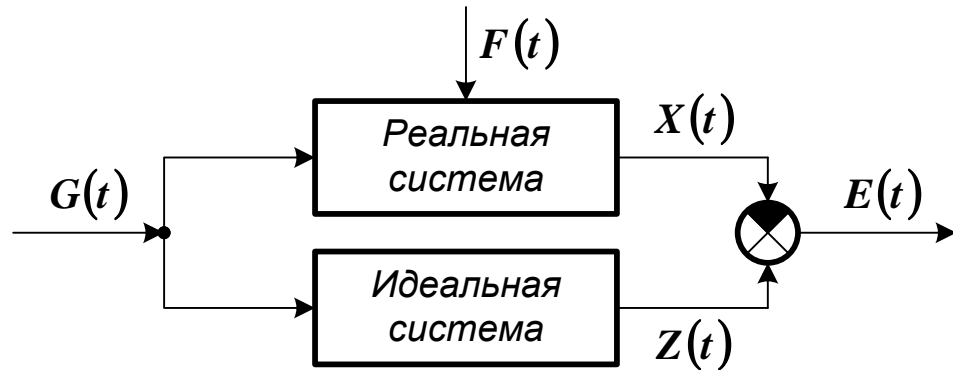 F(t)
Реальная
система
X(t)
G(t)
E(t)
Идеальная
система
Z(t)